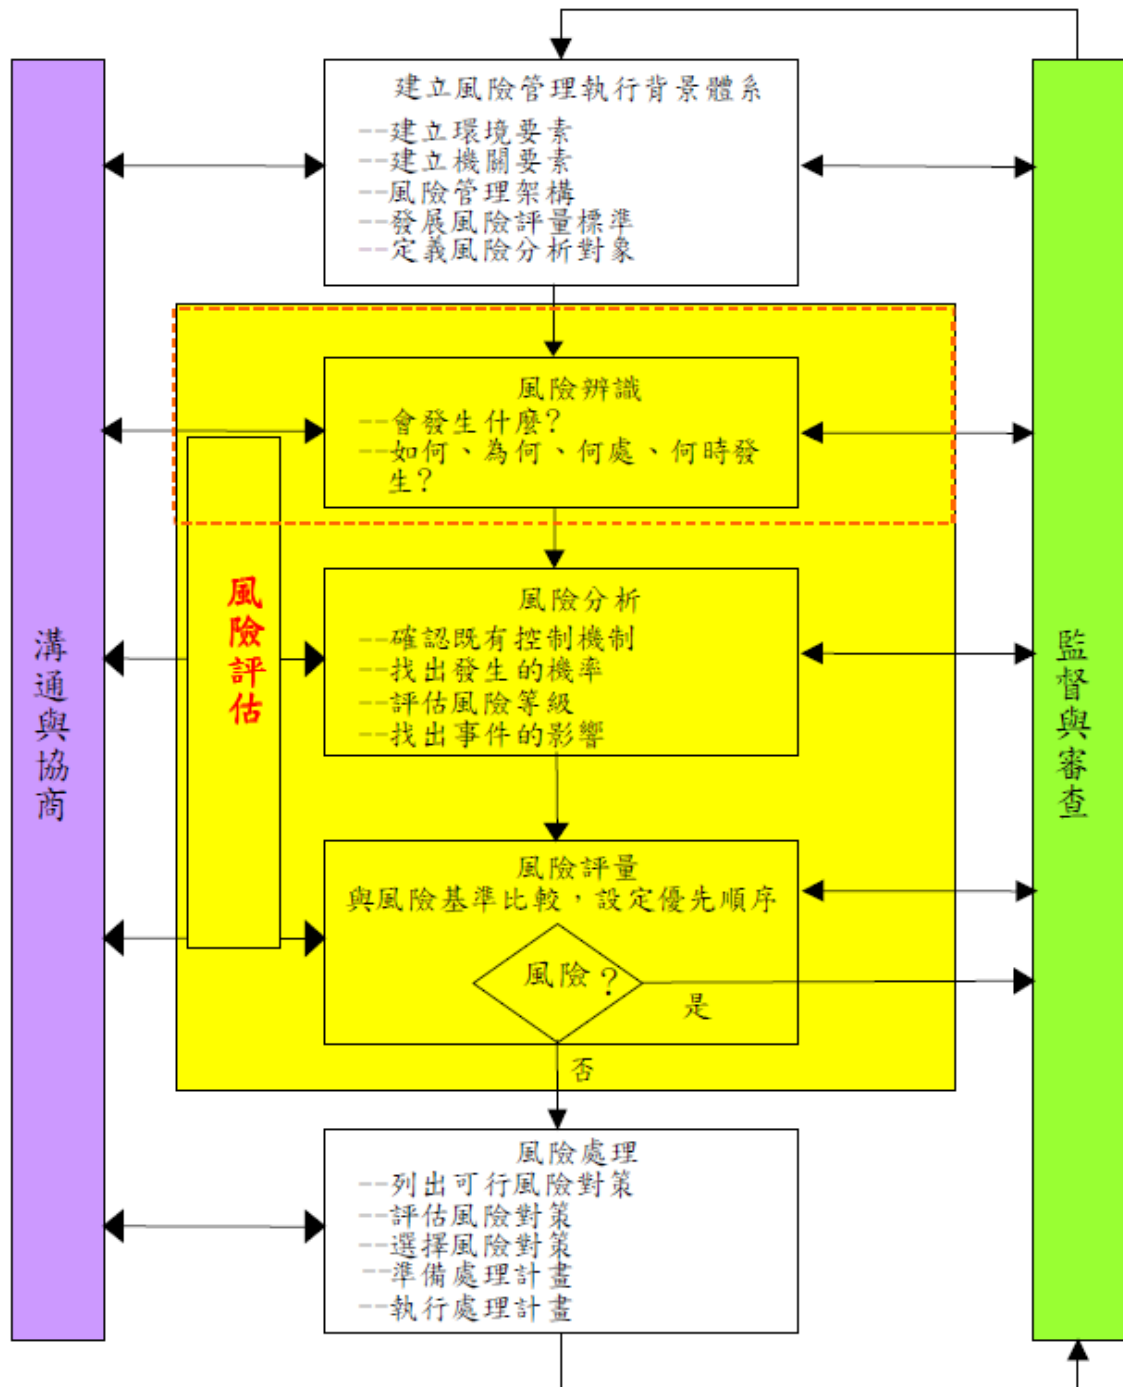 建立風險管理執行背景體系
--建立環境要素
--建立機關要素
--風險管理架構
--發展風險評量標準
--定義風險分析對象
風險辨識
--會發生什麼?
--如何、為何、何處、何時發
生?
風險評估
風險分析
--確認既有控制機制
--找出發生的機率
--評估風險等級
--找出事件的影響
溝通與協商
監督與審查
風險評量
與風險基準比較，設定優先順序
風險?
是
否
風險處理
--列出可行風險對策
--評估風險對策
--選擇風險對策
--準備處理計畫
--執行處理計畫